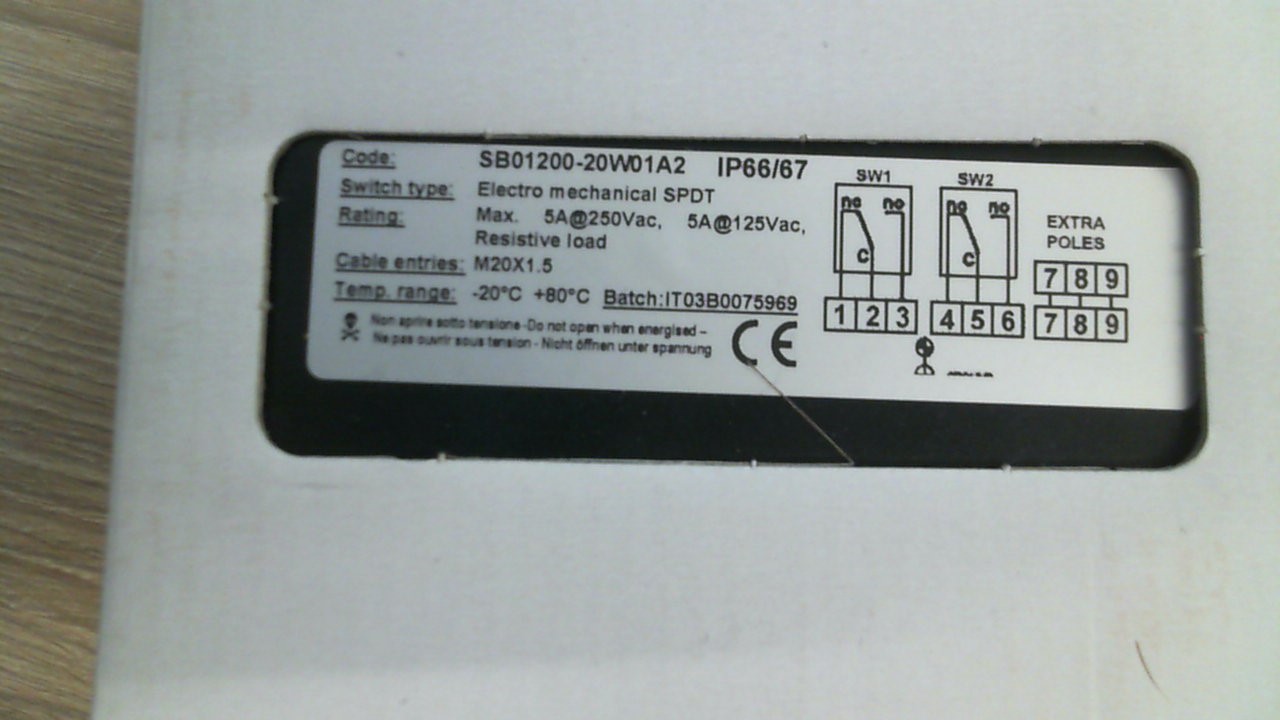 Code: SB01200-20W01A2 IP66/67
Switch type: Electro mechanical SPDT
Rating: Max. 5A@250Vac, 5A@125Vac,
Resistive load
Cable entries: M20X1.5
Temp. range: -20°C +80°C Batch:IT03B0075969
Non aprire sotto tensione -Do not open when energised –
Ne pas ouvrir sous tension - Nicht öffnen unter spannung
CE
SW1 SW2
nc no nc no
C C
1 2 3 4 5 6
EXTRA
POLES
7 8 9
7 8 9